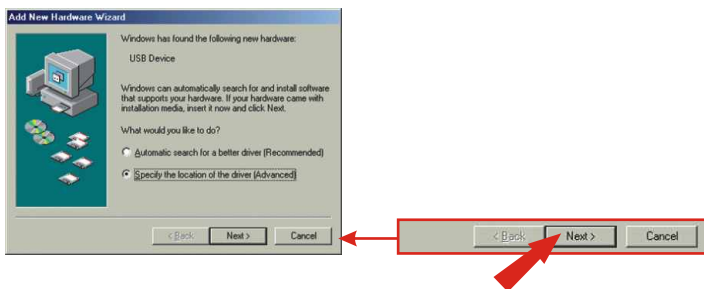 Add New Hardware Wizard
Windows has found the following new hardware:
USB Device
Windows can automatically search for and install software
that supports your hardware. If your hardware came with
installation media, insert it now and click Next.
What would you like to do?
Automatic search for a better driver (Recommended)
Specify the location of the driver (Advanced)
< Back Next > Cancel
< Back Next > Cancel